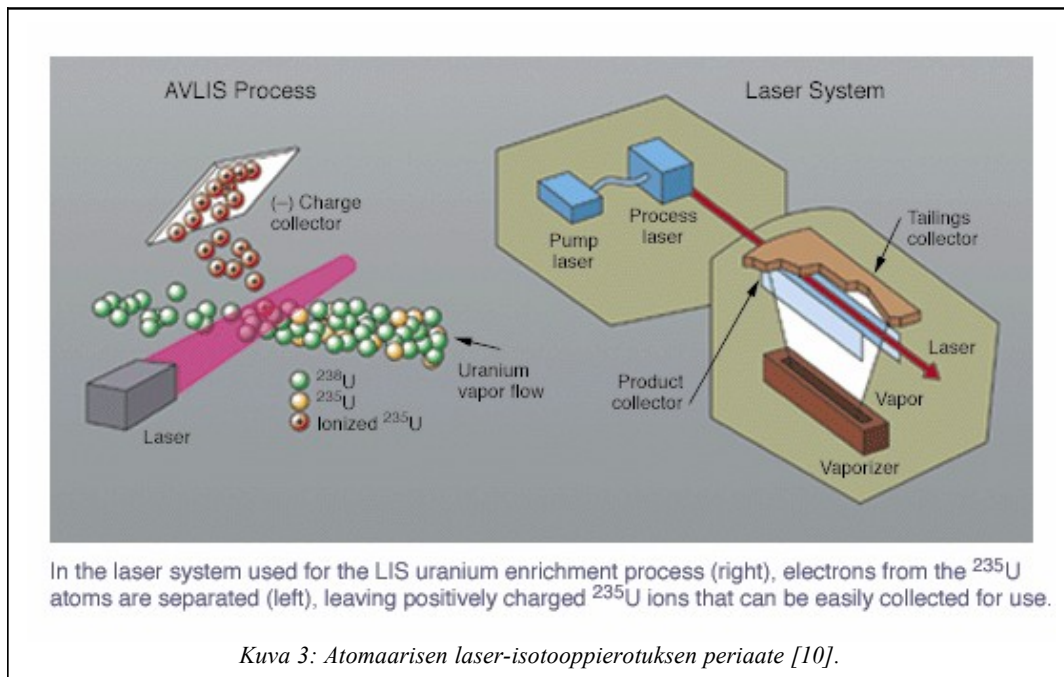 AVLIS Process
(–) Charge
collector
Uranium
vapor flow
²³⁸U
²³⁵U
Ionized ²³⁵U
Laser
Laser System
Pump
laser
Process
laser
Tailings
collector
Laser
Product
collector
Vapor
Vaporizer
In the laser system used for the LIS uranium enrichment process (right), electrons from the ²³⁵U
atoms are separated (left), leaving positively charged ²³⁵U ions that can be easily collected for use.
Kuva 3: Atomaarisen laser-isotooppierotuksen periaate [10].